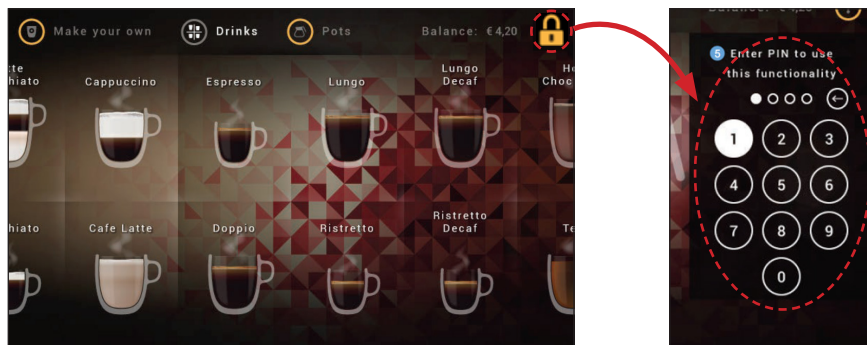 Make your own
Drinks
Pots
Balance: € 4,20
Cappuccino
Espresso
Lungo
Lungo
Decaf
Cafe Latte
Doppio
Ristretto
Ristretto
Decaf
5 Enter PIN to use
this functionality
1 2 3
4 5 6
7 8 9
0